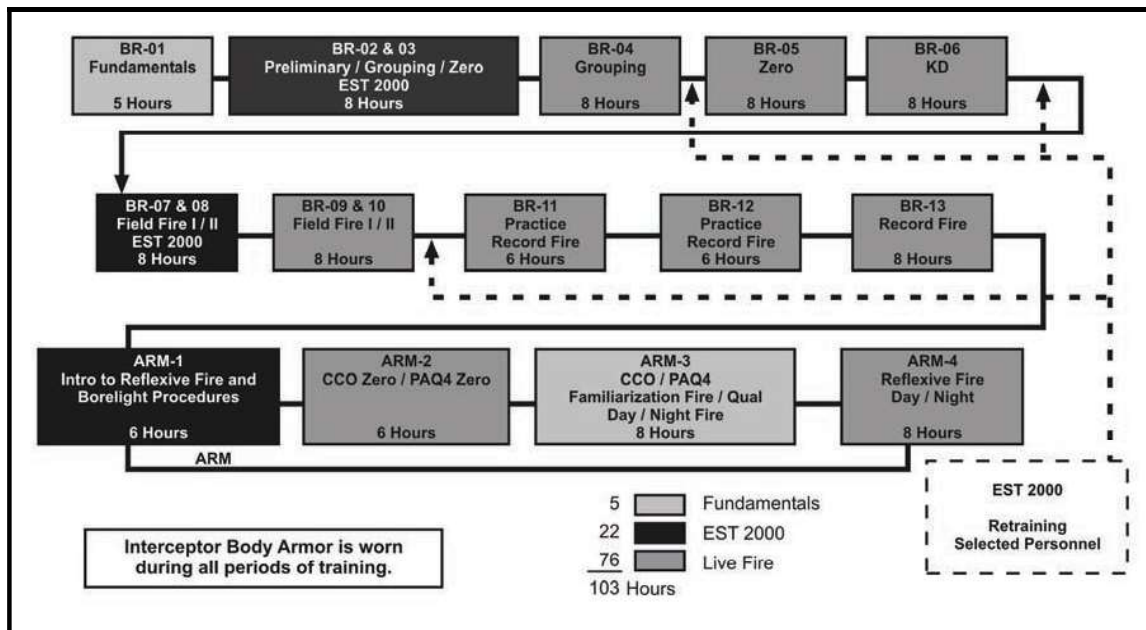 BR-01
Fundamentals
5 Hours
BR-02 & 03
Preliminary / Grouping / Zero
EST 2000
8 Hours
BR-04
Grouping
8 Hours
BR-05
Zero
8 Hours
BR-06
KD
8 Hours
BR-07 & 08
Field Fire I / II
EST 2000
8 Hours
BR-09 & 10
Field Fire I / II
8 Hours
BR-11
Practice
Record Fire
6 Hours
BR-12
Practice
Record Fire
6 Hours
BR-13
Record Fire
8 Hours
ARM-1
Intro to Reflexive Fire and
Borelight Procedures
6 Hours
ARM-2
CCO Zero / PAQ4 Zero
6 Hours
ARM-3
CCO / PAQ4
Familiarization Fire / Qual
Day / Night Fire
8 Hours
ARM-4
Reflexive Fire
Day / Night
8 Hours
ARM
Interceptor Body Armor is worn
during all periods of training.
5 Fundamentals
22 EST 2000
76 Live Fire
103 Hours
EST 2000
Retraining
Selected Personnel